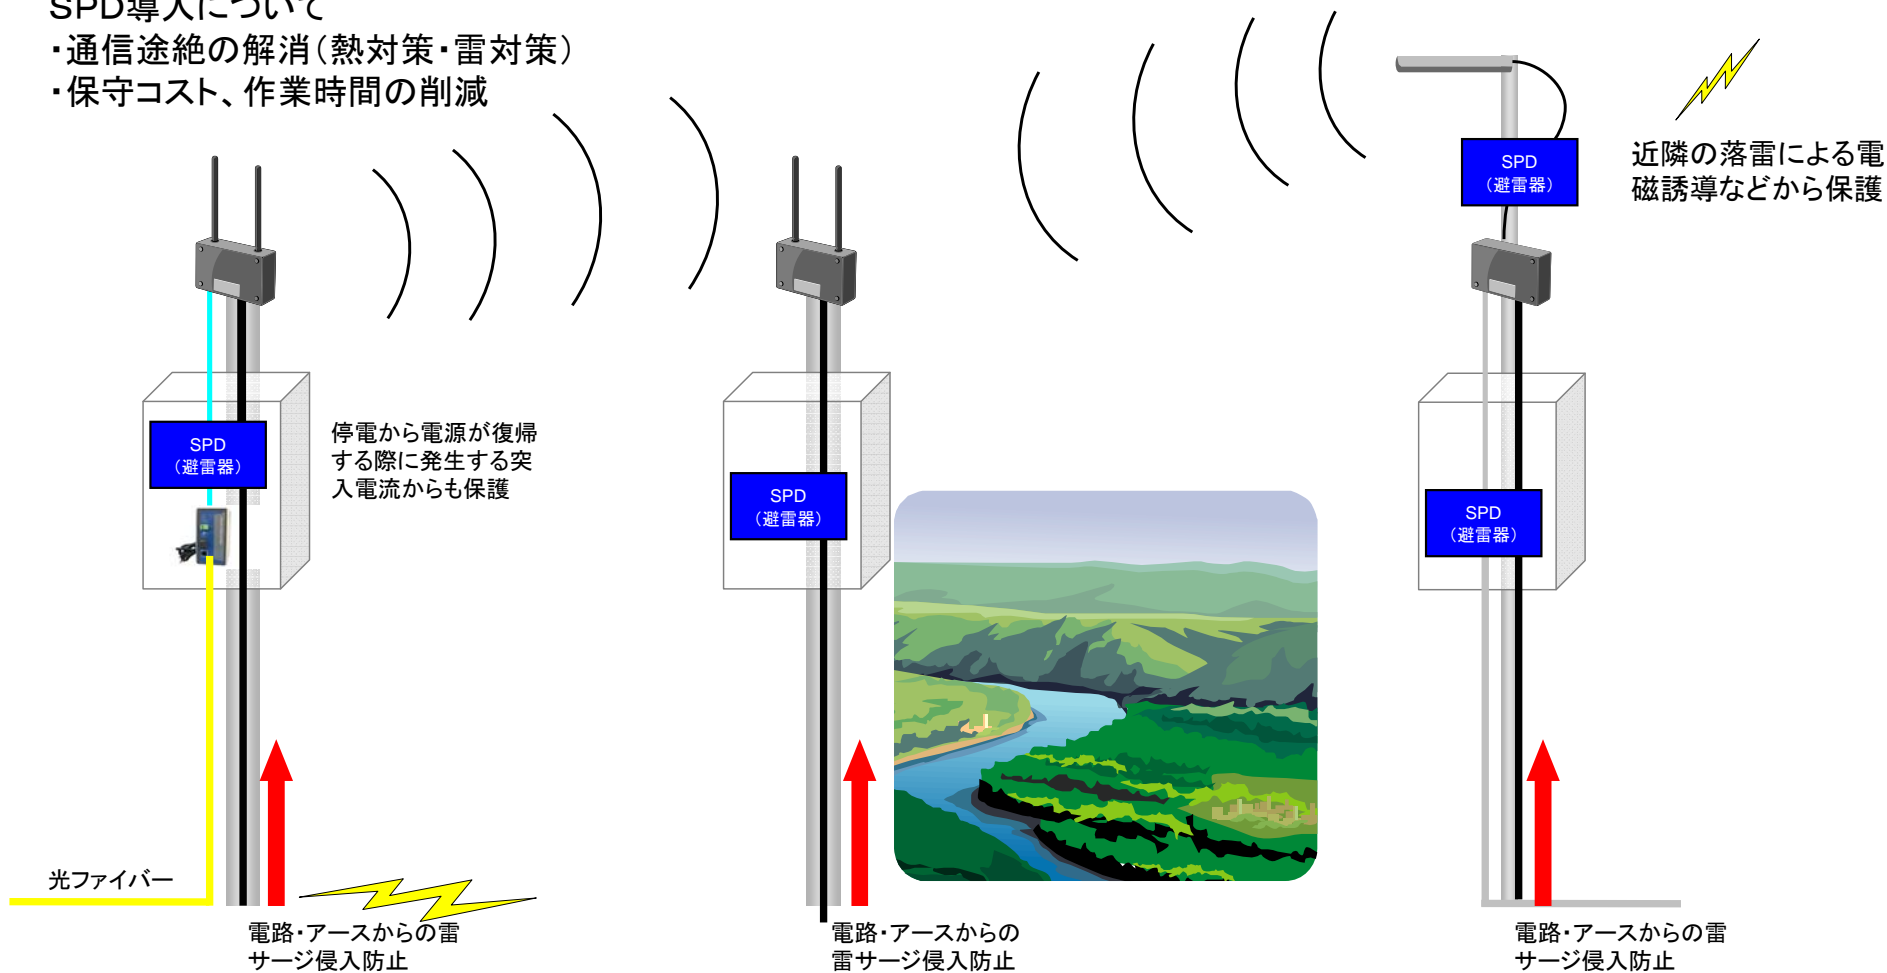 SPD導入について
・通信途絶の解消（熱対策・雷対策）
・保守コスト、作業時間の削減
SPD
（避雷器）
近隣の落雷による電
磁誘導などから保護
SPD
（避雷器）
停電から電源が復帰
する際に発生する突
入電流からも保護
SPD
（避雷器）
SPD
（避雷器）
光ファイバー
電路・アースからの雷
サージ侵入防止
電路・アースからの
雷サージ侵入防止
電路・アースからの雷
サージ侵入防止